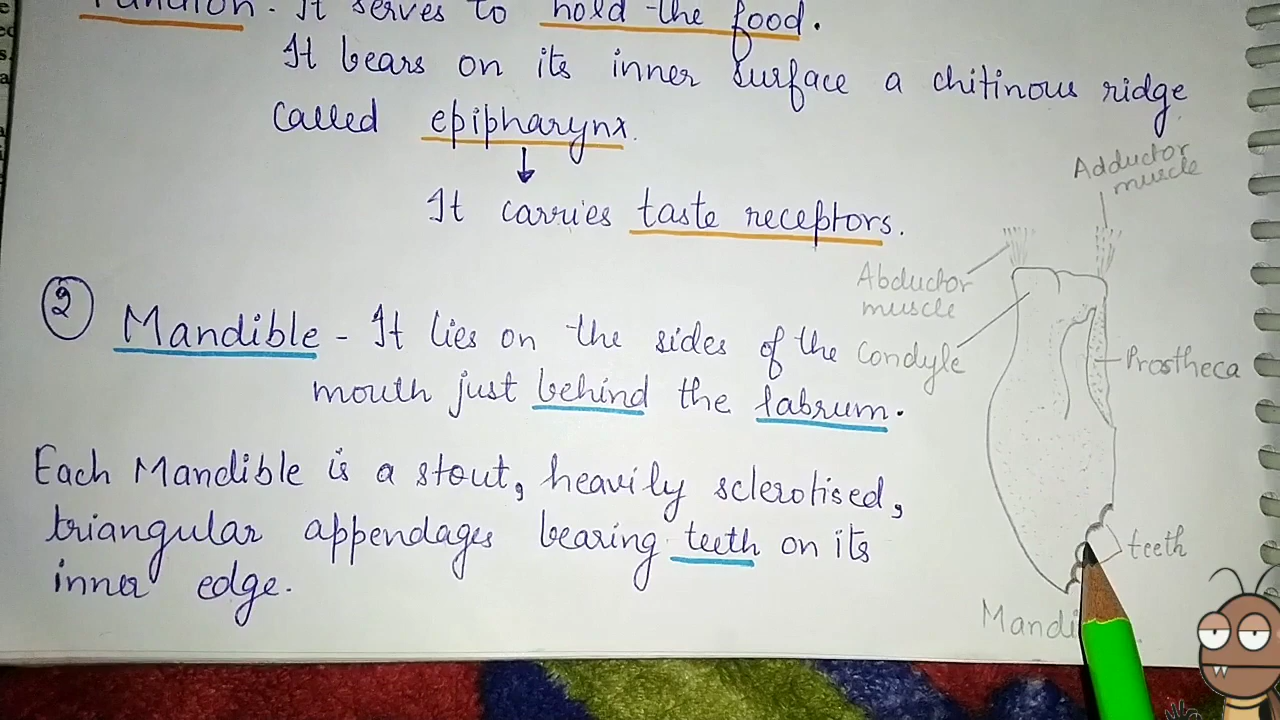 Function. It serves to hold the food.
It bears on its inner surface a chitinous ridge
called epipharynx.
It carries taste receptors.
2 Mandible - It lies on the sides of the
mouth just behind the labrum.
Each Mandible is a stout, heavily sclerotised,
triangular appendages bearing teeth on its
inner edge.
Adductor
muscle
Abductor
muscle
Condyle
Prostheca
teeth